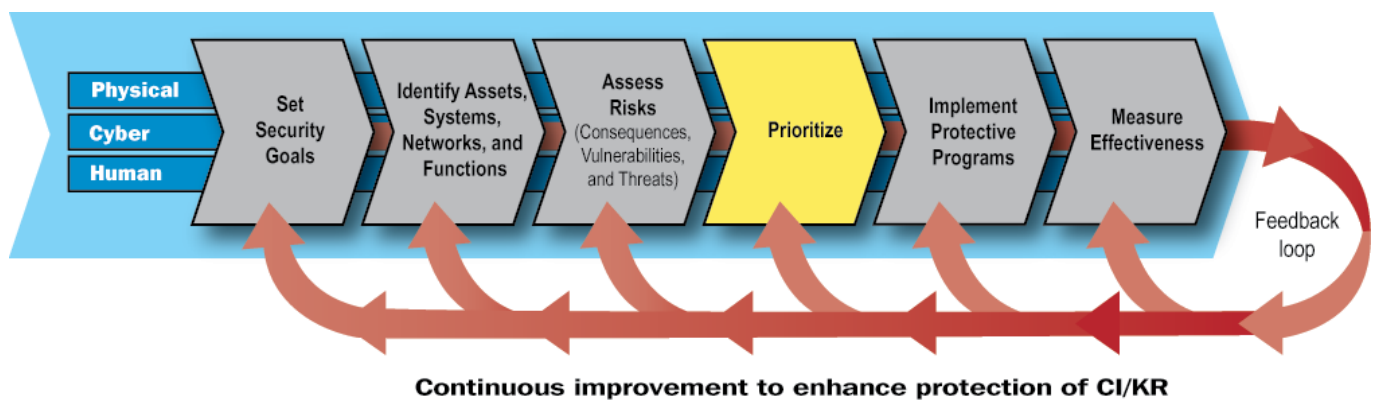 Physical
Cyber
Human
Set
Security
Goals
Identify Assets,
Systems,
Networks, and
Functions
Assess
Risks
(Consequences,
Vulnerabilities,
and Threats)
Prioritize
Implement
Protective
Programs
Measure
Effectiveness
Feedback
loop
Continuous improvement to enhance protection of CI/KR